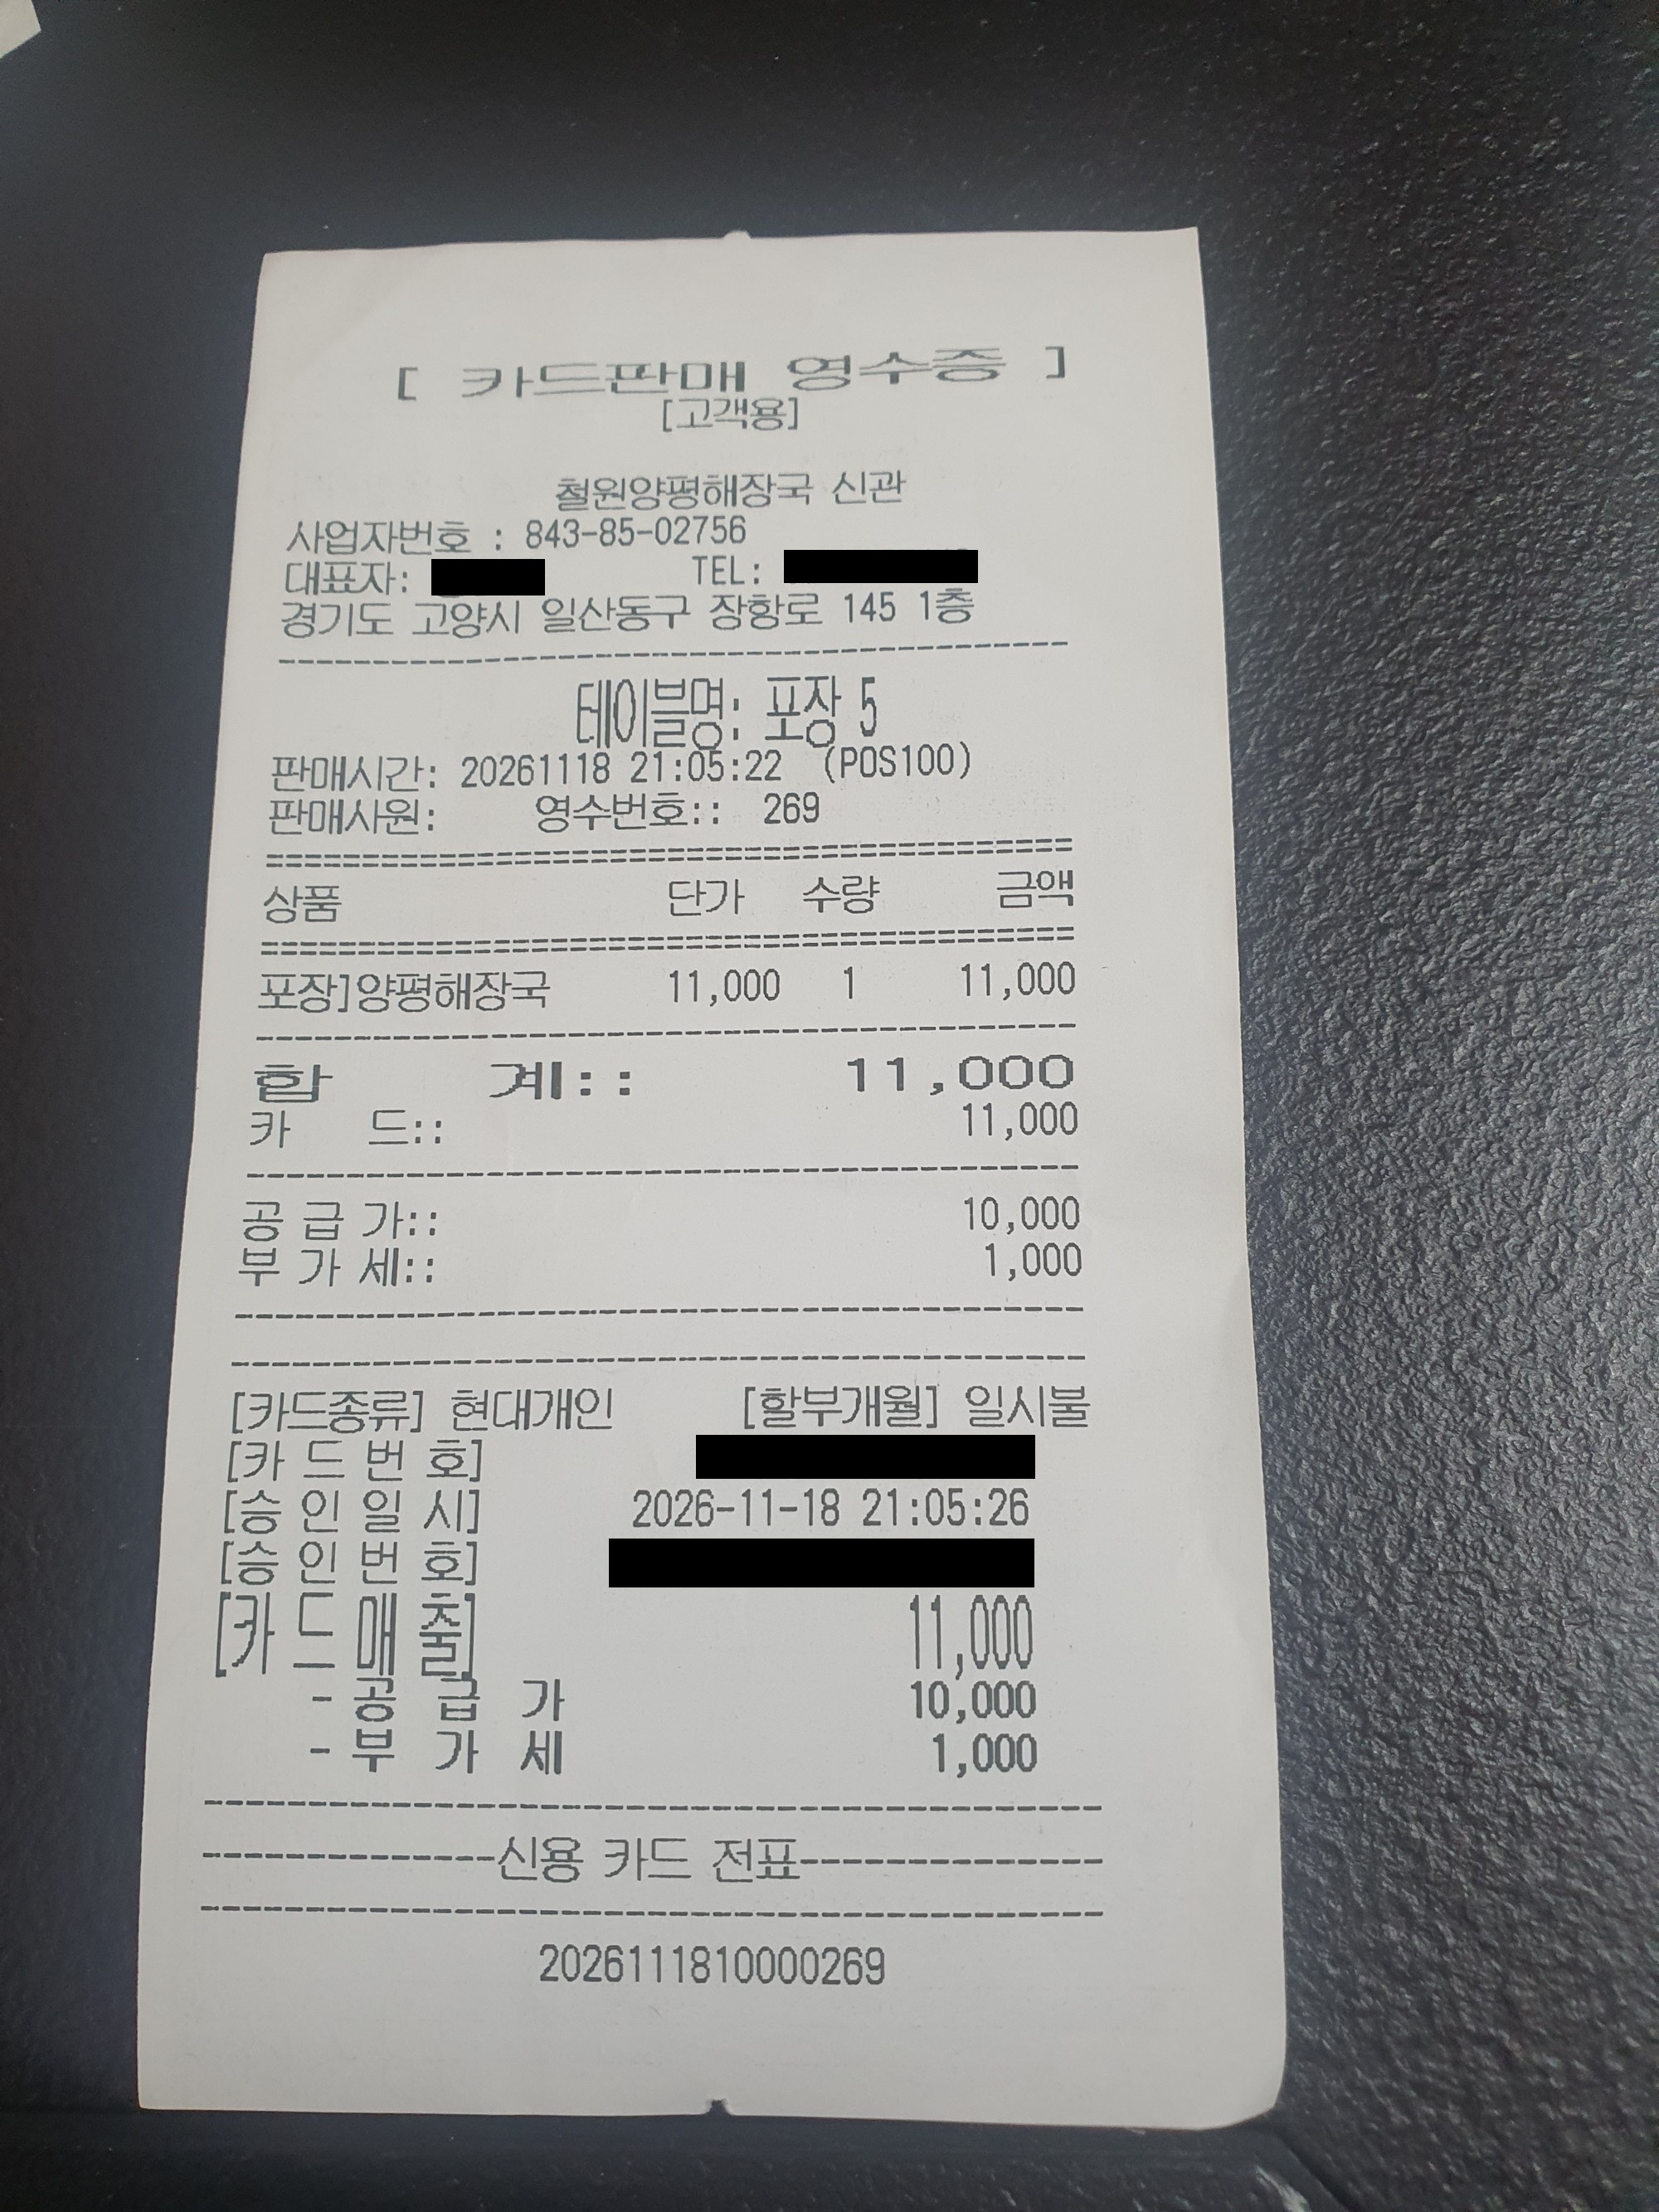 [ 카드판매 영수증 ]
[고객용]
철원양평해장국 신관
사업자번호 : 843-85-02756
대표자: TEL:
경기도 고양시 일산동구 장항로 145 1층
테이블명: 포장 5
판매시간: 20261118 21:05:22 (POS100)
판매사원: 영수번호:: 269
상품 단가 수량 금액
포장]양평해장국 11,000 1 11,000
합 계:: 11,000
카 드:: 11,000
공 급 가:: 10,000
부 가 세:: 1,000
[카드종류] 현대개인 [할부개월] 일시불
[카 드 번 호]
[승 인 일 시] 2026-11-18 21:05:26
[승 인 번 호]
[카 드 매 출] 11,000
- 공 급 가 10,000
- 부 가 세 1,000
--------------신용 카드 전표--------------
2026111810000269